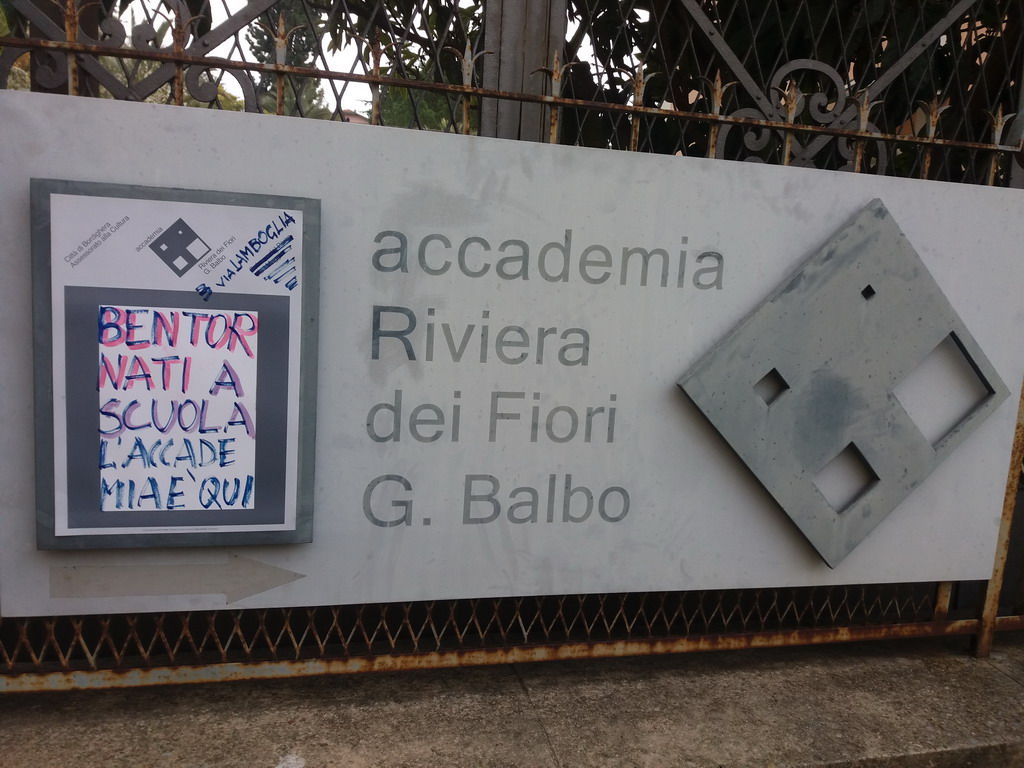 Città di Bordighera
Assessorato alla Cultura
accademia
Riviera dei Fiori
G. Balbo
VIA LAMBOGLIA
BENTOR
NATI A
SCUOLA
L'ACCADE
MIA È QUI
accademia
Riviera
dei Fiori
G. Balbo